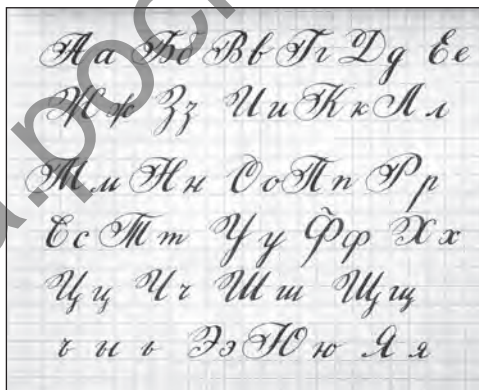 Аа Бб Вв Гг Дд Ее
Жж Зз Ии Кк Лл
Мм Нн Оо Пп Рр
Сс Тт Уу Фф Хх
Цц Чч Шш Щщ
ъ ы ь Ээ Юю Яя